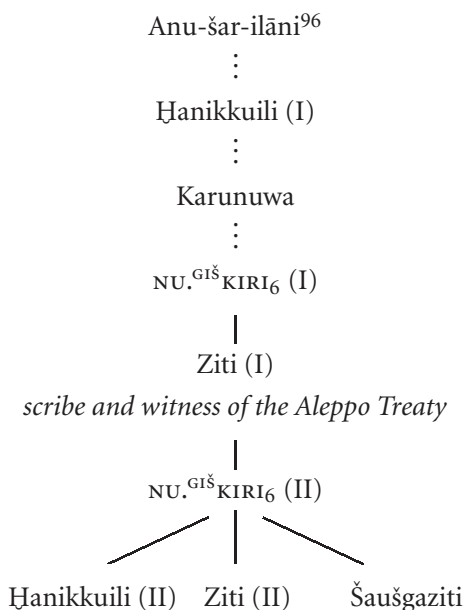 Anu-šar-ilāni⁹⁶
⋮
Ḫanikkuili (I)
⋮
Karunuwa
⋮
NU.ᴳᴵˢ̌KIRI₆ (I)
Ziti (I)
scribe and witness of the Aleppo Treaty
NU.ᴳᴵˢ̌KIRI₆ (II)
Ḫanikkuili (II) Ziti (II) Šaušgaziti